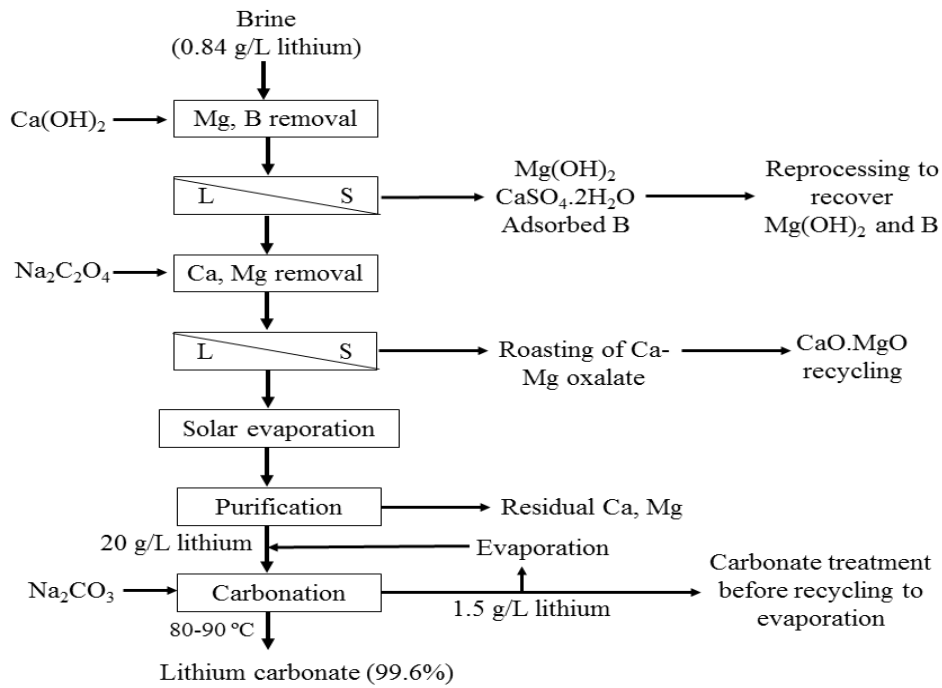 Brine
(0.84 g/L lithium)
Ca(OH)₂
Mg, B removal
L
S
Mg(OH)₂
CaSO₄.2H₂O
Adsorbed B
Reprocessing to
recover
Mg(OH)₂ and B
Na₂C₂O₄
Ca, Mg removal
L
S
Roasting of Ca-
Mg oxalate
CaO.MgO
recycling
Solar evaporation
Purification
Residual Ca, Mg
20 g/L lithium
Evaporation
Na₂CO₃
Carbonation
1.5 g/L lithium
Carbonate treatment
before recycling to
evaporation
80-90 ºC
Lithium carbonate (99.6%)